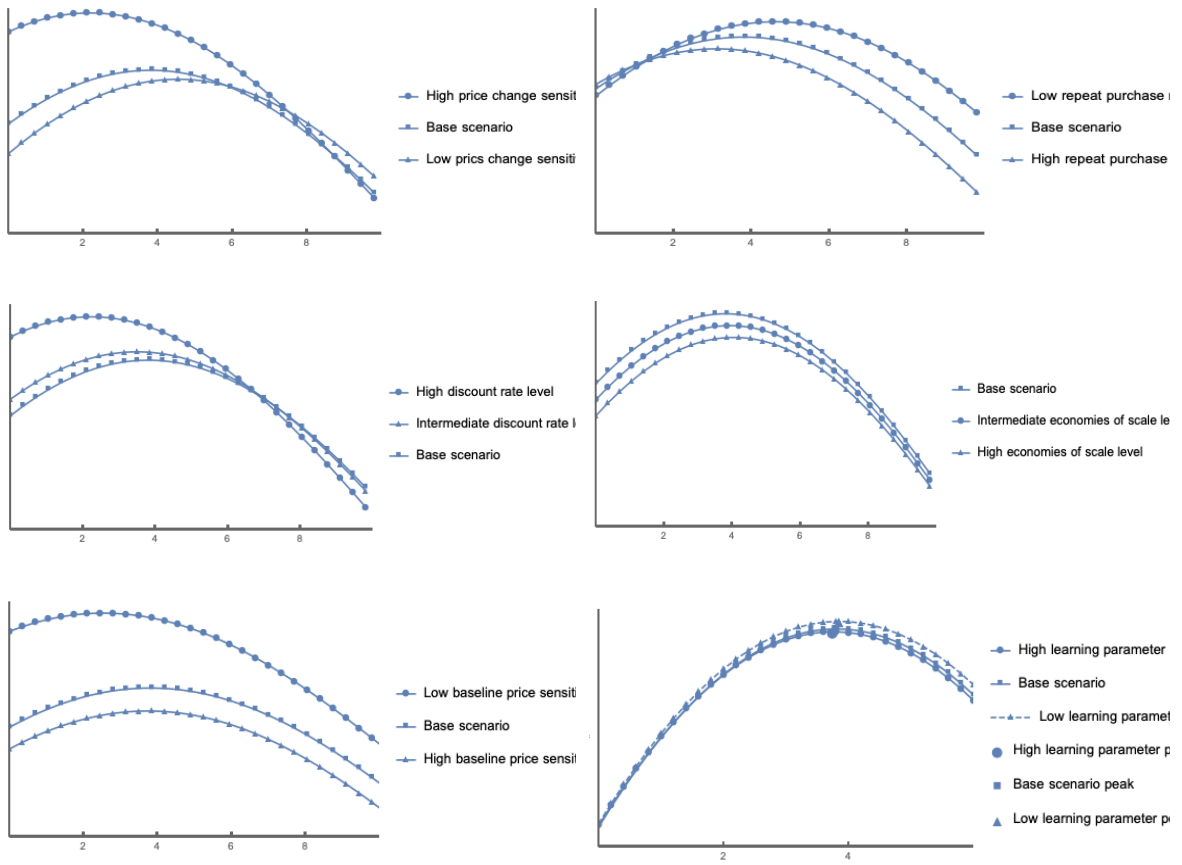 High price change sensit
Base scenario
Low prics change sensiti
2 4 6 8
Low repeat purchase
Base scenario
High repeat purchase
2 4 6 8
High discount rate level
Intermediate discount rate l
Base scenario
2 4 6 8
Base scenario
Intermediate economies of scale le
High economies of scale level
2 4 6 8
Low baseline price sensiti
Base scenario
High baseline price sensit
2 4 6 8
High learning parameter
Base scenario
Low learning paramet
High learning parameter p
Base scenario peak
Low learning parameter p
2 4